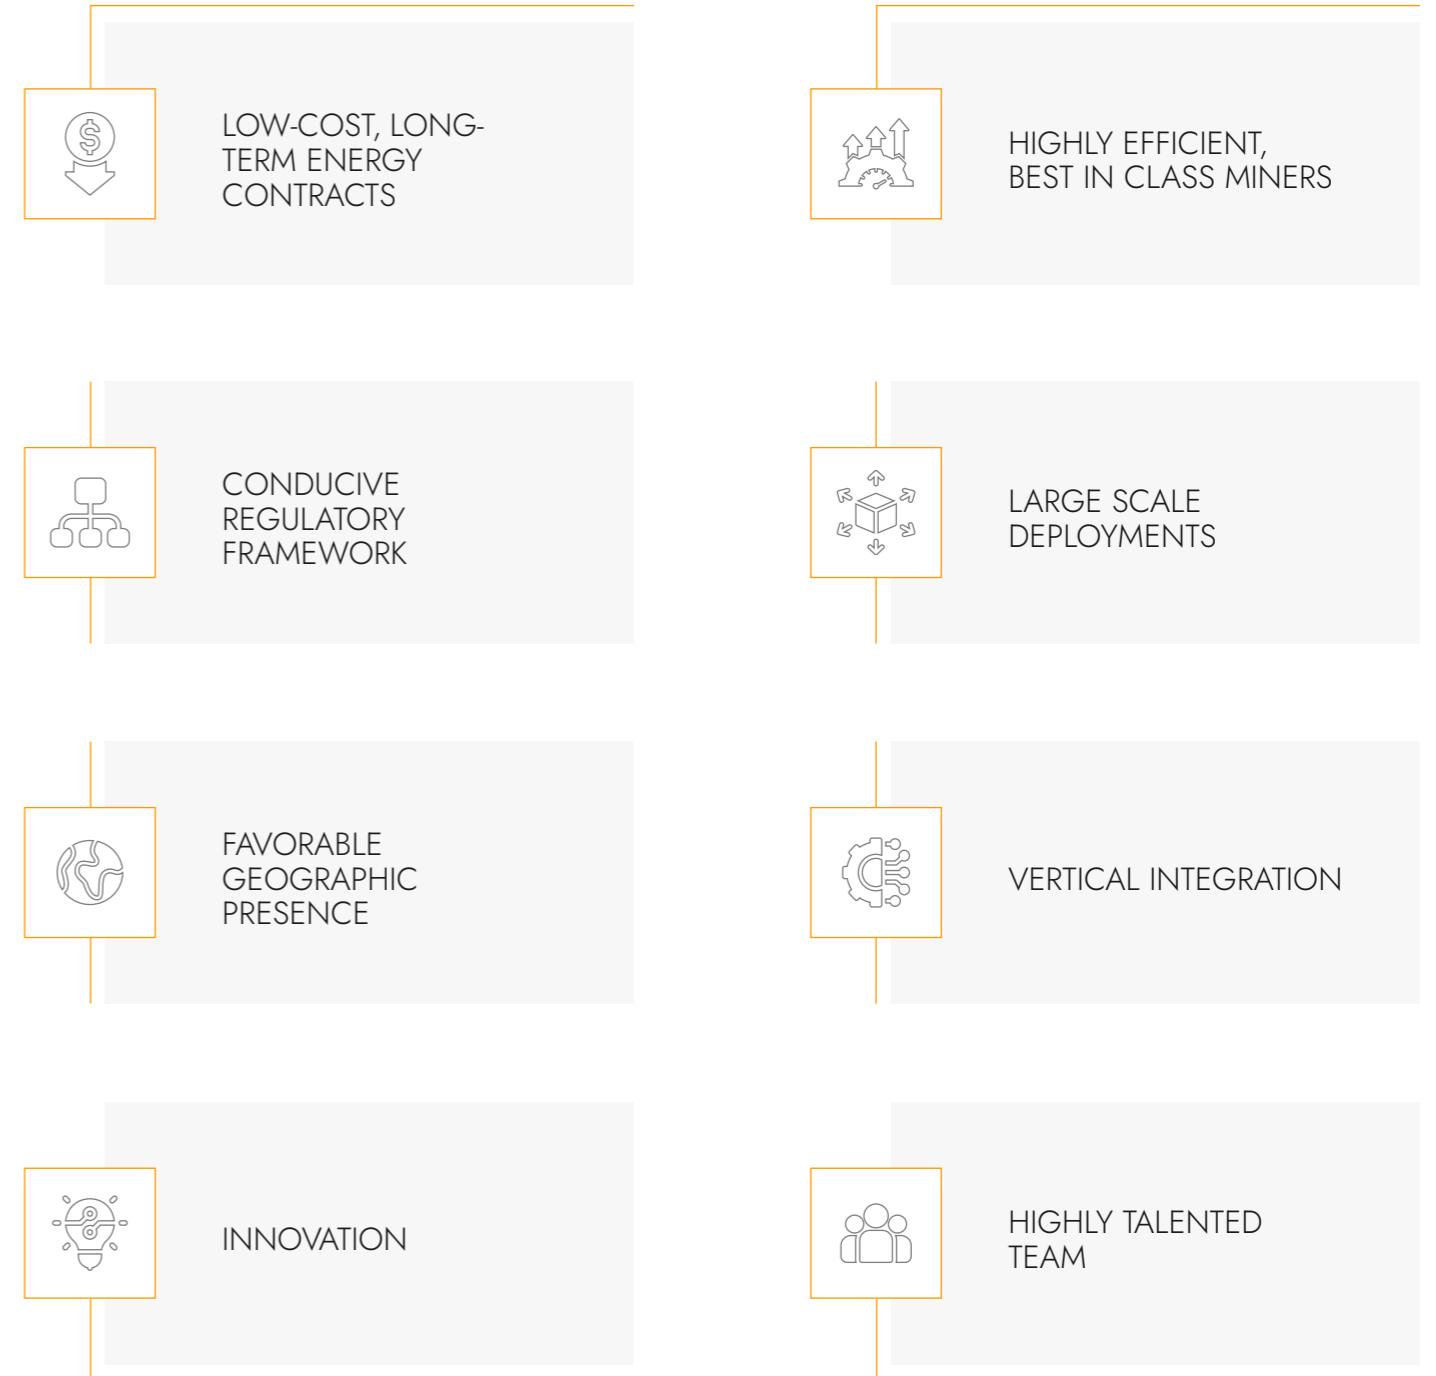 LOW-COST, LONG-
TERM ENERGY
CONTRACTS
HIGHLY EFFICIENT,
BEST IN CLASS MINERS
CONDUCIVE
REGULATORY
FRAMEWORK
LARGE SCALE
DEPLOYMENTS
FAVORABLE
GEOGRAPHIC
PRESENCE
VERTICAL INTEGRATION
INNOVATION
HIGHLY TALENTED
TEAM